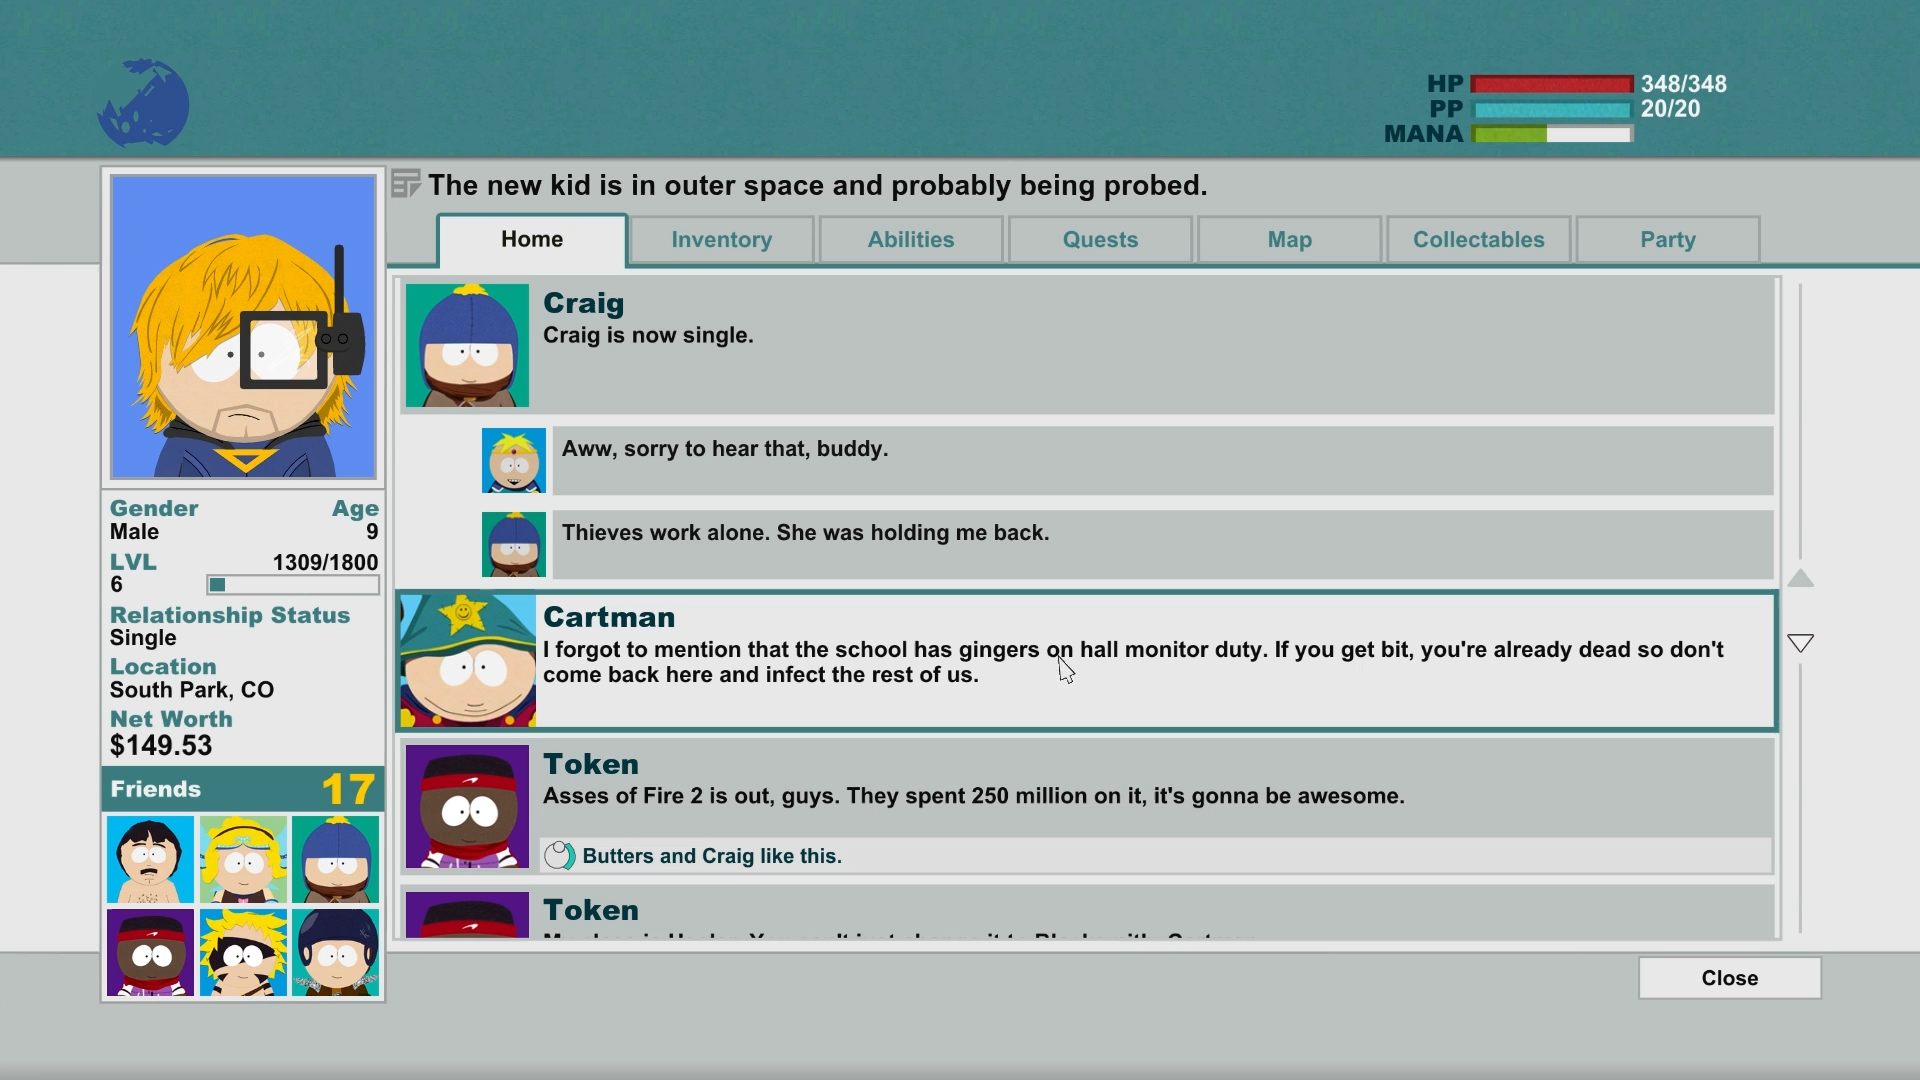 HP 348/348
PP 20/20
MANA
The new kid is in outer space and probably being probed.
Home Inventory Abilities Quests Map Collectables Party
Gender Age
Male 9
LVL 1309/1800
6
Relationship Status
Single
Location
South Park, CO
Net Worth
$149.53
Friends 17
Craig
Craig is now single.
Aww, sorry to hear that, buddy.
Thieves work alone. She was holding me back.
Cartman
I forgot to mention that the school has gingers on hall monitor duty. If you get bit, you're already dead so don't
come back here and infect the rest of us.
Token
Asses of Fire 2 is out, guys. They spent 250 million on it, it's gonna be awesome.
Butters and Craig like this.
Token
Close